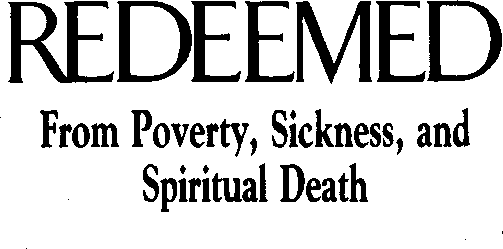 REDEEMED
From Poverty, Sickness, and
Spiritual Death